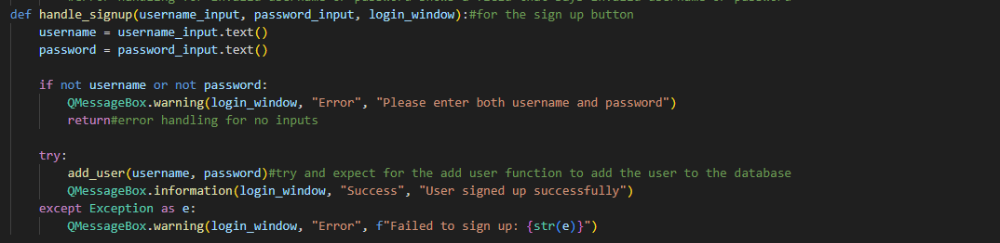 def handle_signup(username_input, password_input, login_window):#for the sign up button
    username = username_input.text()
    password = password_input.text()

    if not username or not password:
        QMessageBox.warning(login_window, "Error", "Please enter both username and password")
        return#error handling for no inputs

    try:
        add_user(username, password)#try and expect for the add user function to add the user to the database
        QMessageBox.information(login_window, "Success", "User signed up successfully")
    except Exception as e:
        QMessageBox.warning(login_window, "Error", f"Failed to sign up: {str(e)}")